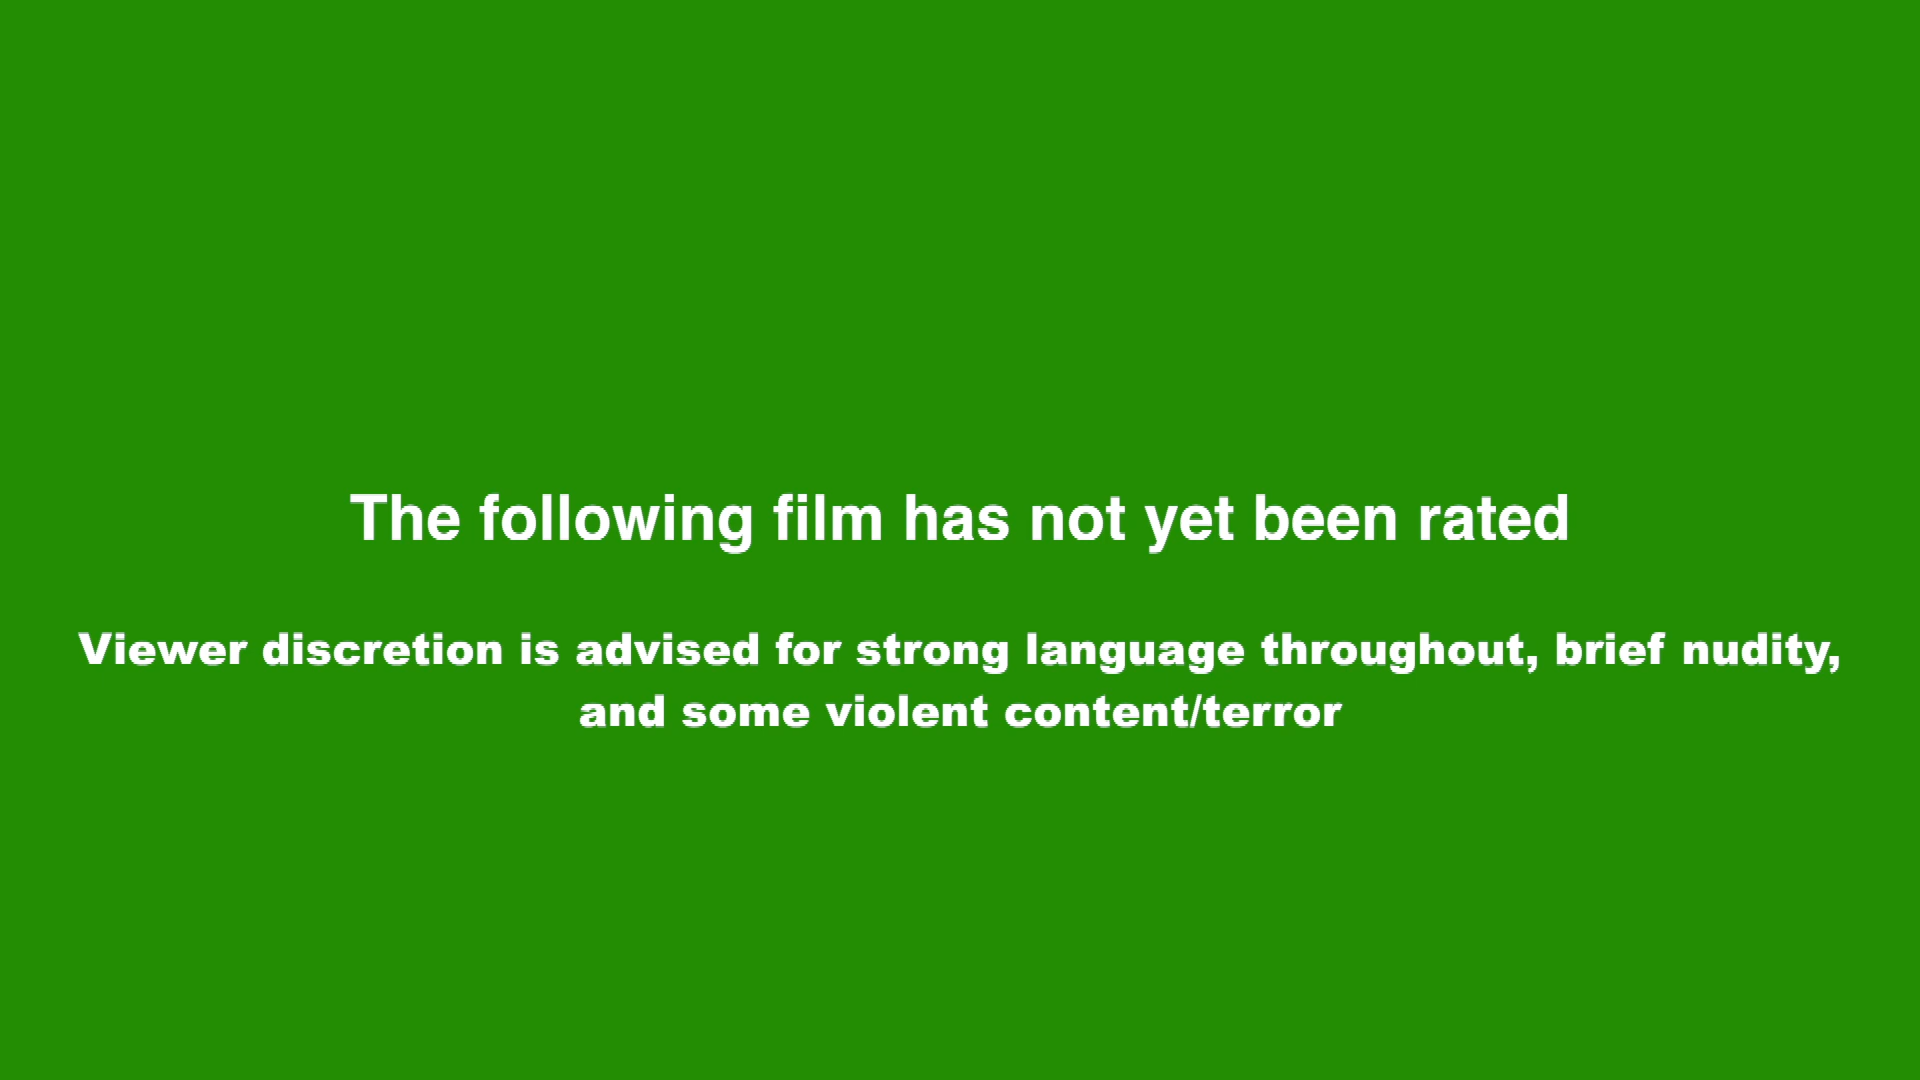 The following film has not yet been rated
Viewer discretion is advised for strong language throughout, brief nudity,
and some violent content/terror